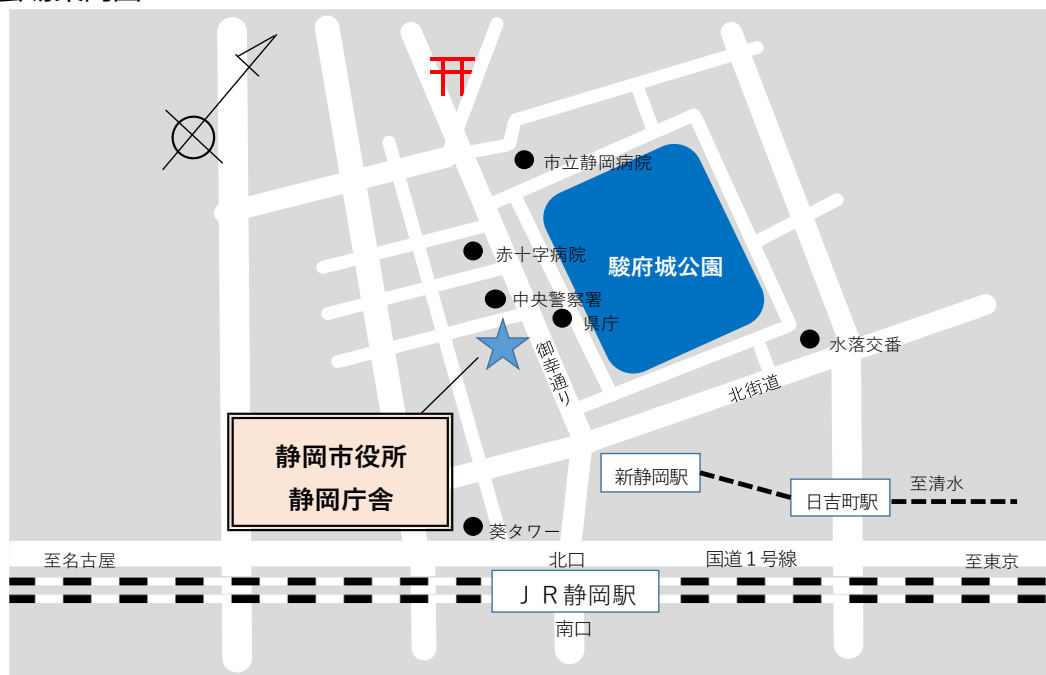 市立静岡病院
赤十字病院
駿府城公園
中央警察署
県庁
水落交番
御幸通り
北街道
静岡市役所
静岡庁舎
新静岡駅
日吉町駅
至清水
葵タワー
至名古屋
北口
国道１号線
至東京
ＪＲ静岡駅
南口